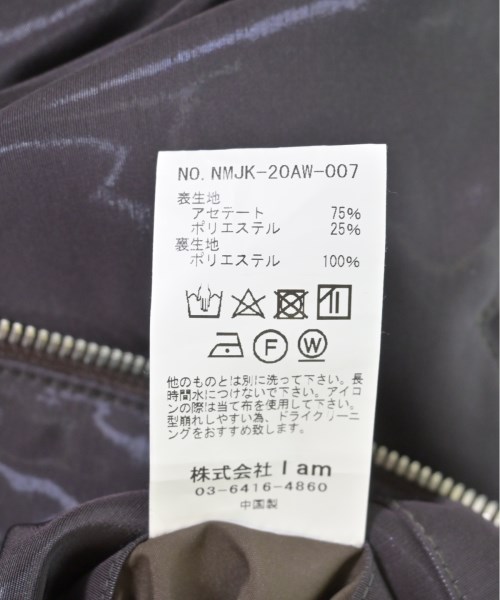 NO. NMJK-20AW-007
表生地
アセテート 75%
ポリエステル 25%
裏生地
ポリエステル 100%
F W
他のものとは別に洗って下さい。長
時間水につけないで下さい。アイロ
ンの際は当て布を使用して下さい。
型崩れしやすい為、ドライクリーニ
ングをおすすめ致します。
株式会社 I am
03-6416-4860
中国製